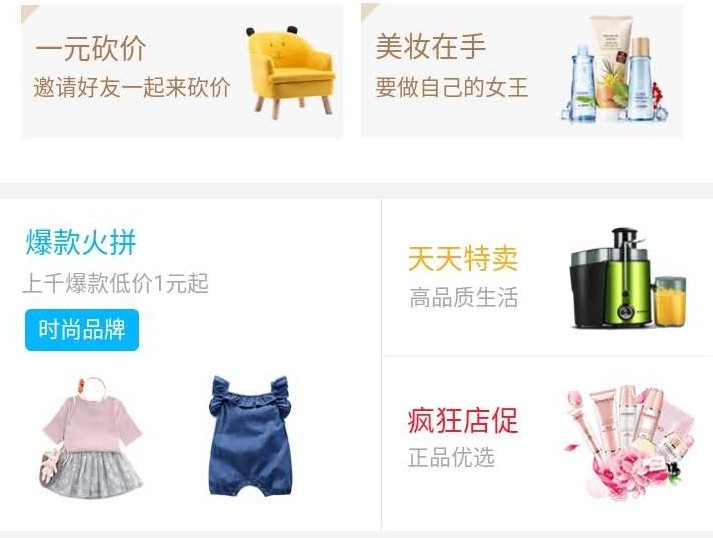 一元砍价
邀请好友一起来砍价
美妆在手
要做自己的女王
爆款火拼
上千爆款低价1元起
时尚品牌
天天特卖
高品质生活
疯狂店促
正品优选